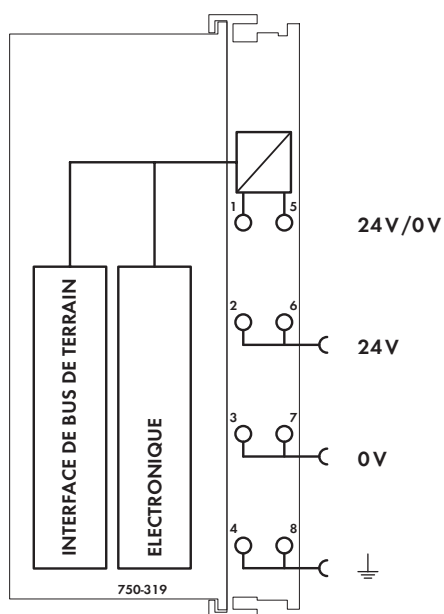 1 5
24V/0V
2 6
24V
3 7
0V
4 8
INTERFACE DE BUS DE TERRAIN
ELECTRONIQUE
750-319